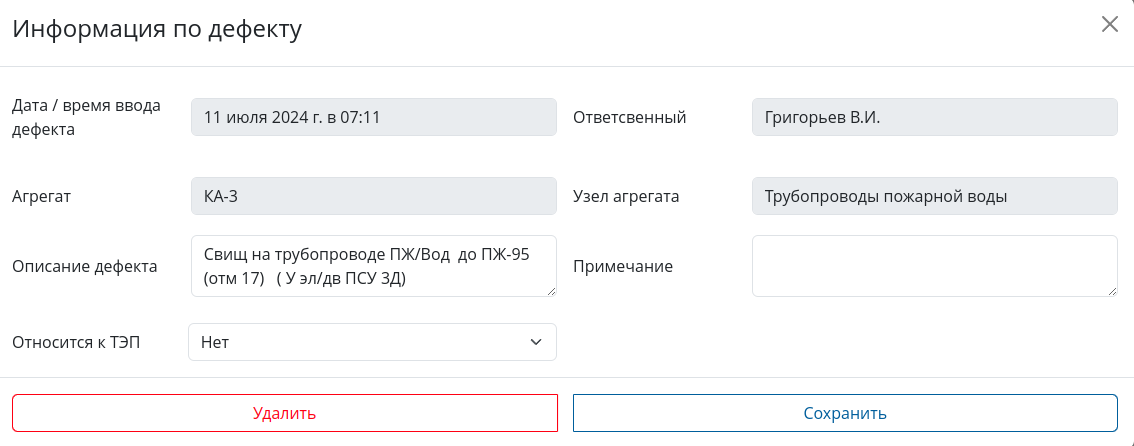 Информация по дефекту
Дата / время ввода
дефекта
11 июля 2024 г. в 07:11
Ответсвенный
Григорьев В.И.
Агрегат
КА-3
Узел агрегата
Трубопроводы пожарной воды
Описание дефекта
Свищ на трубопроводе ПЖ/Вод  до ПЖ-95
(отм 17)   ( У эл/дв ПСУ 3Д)
Примечание
Относится к ТЭП
Нет
Удалить
Сохранить